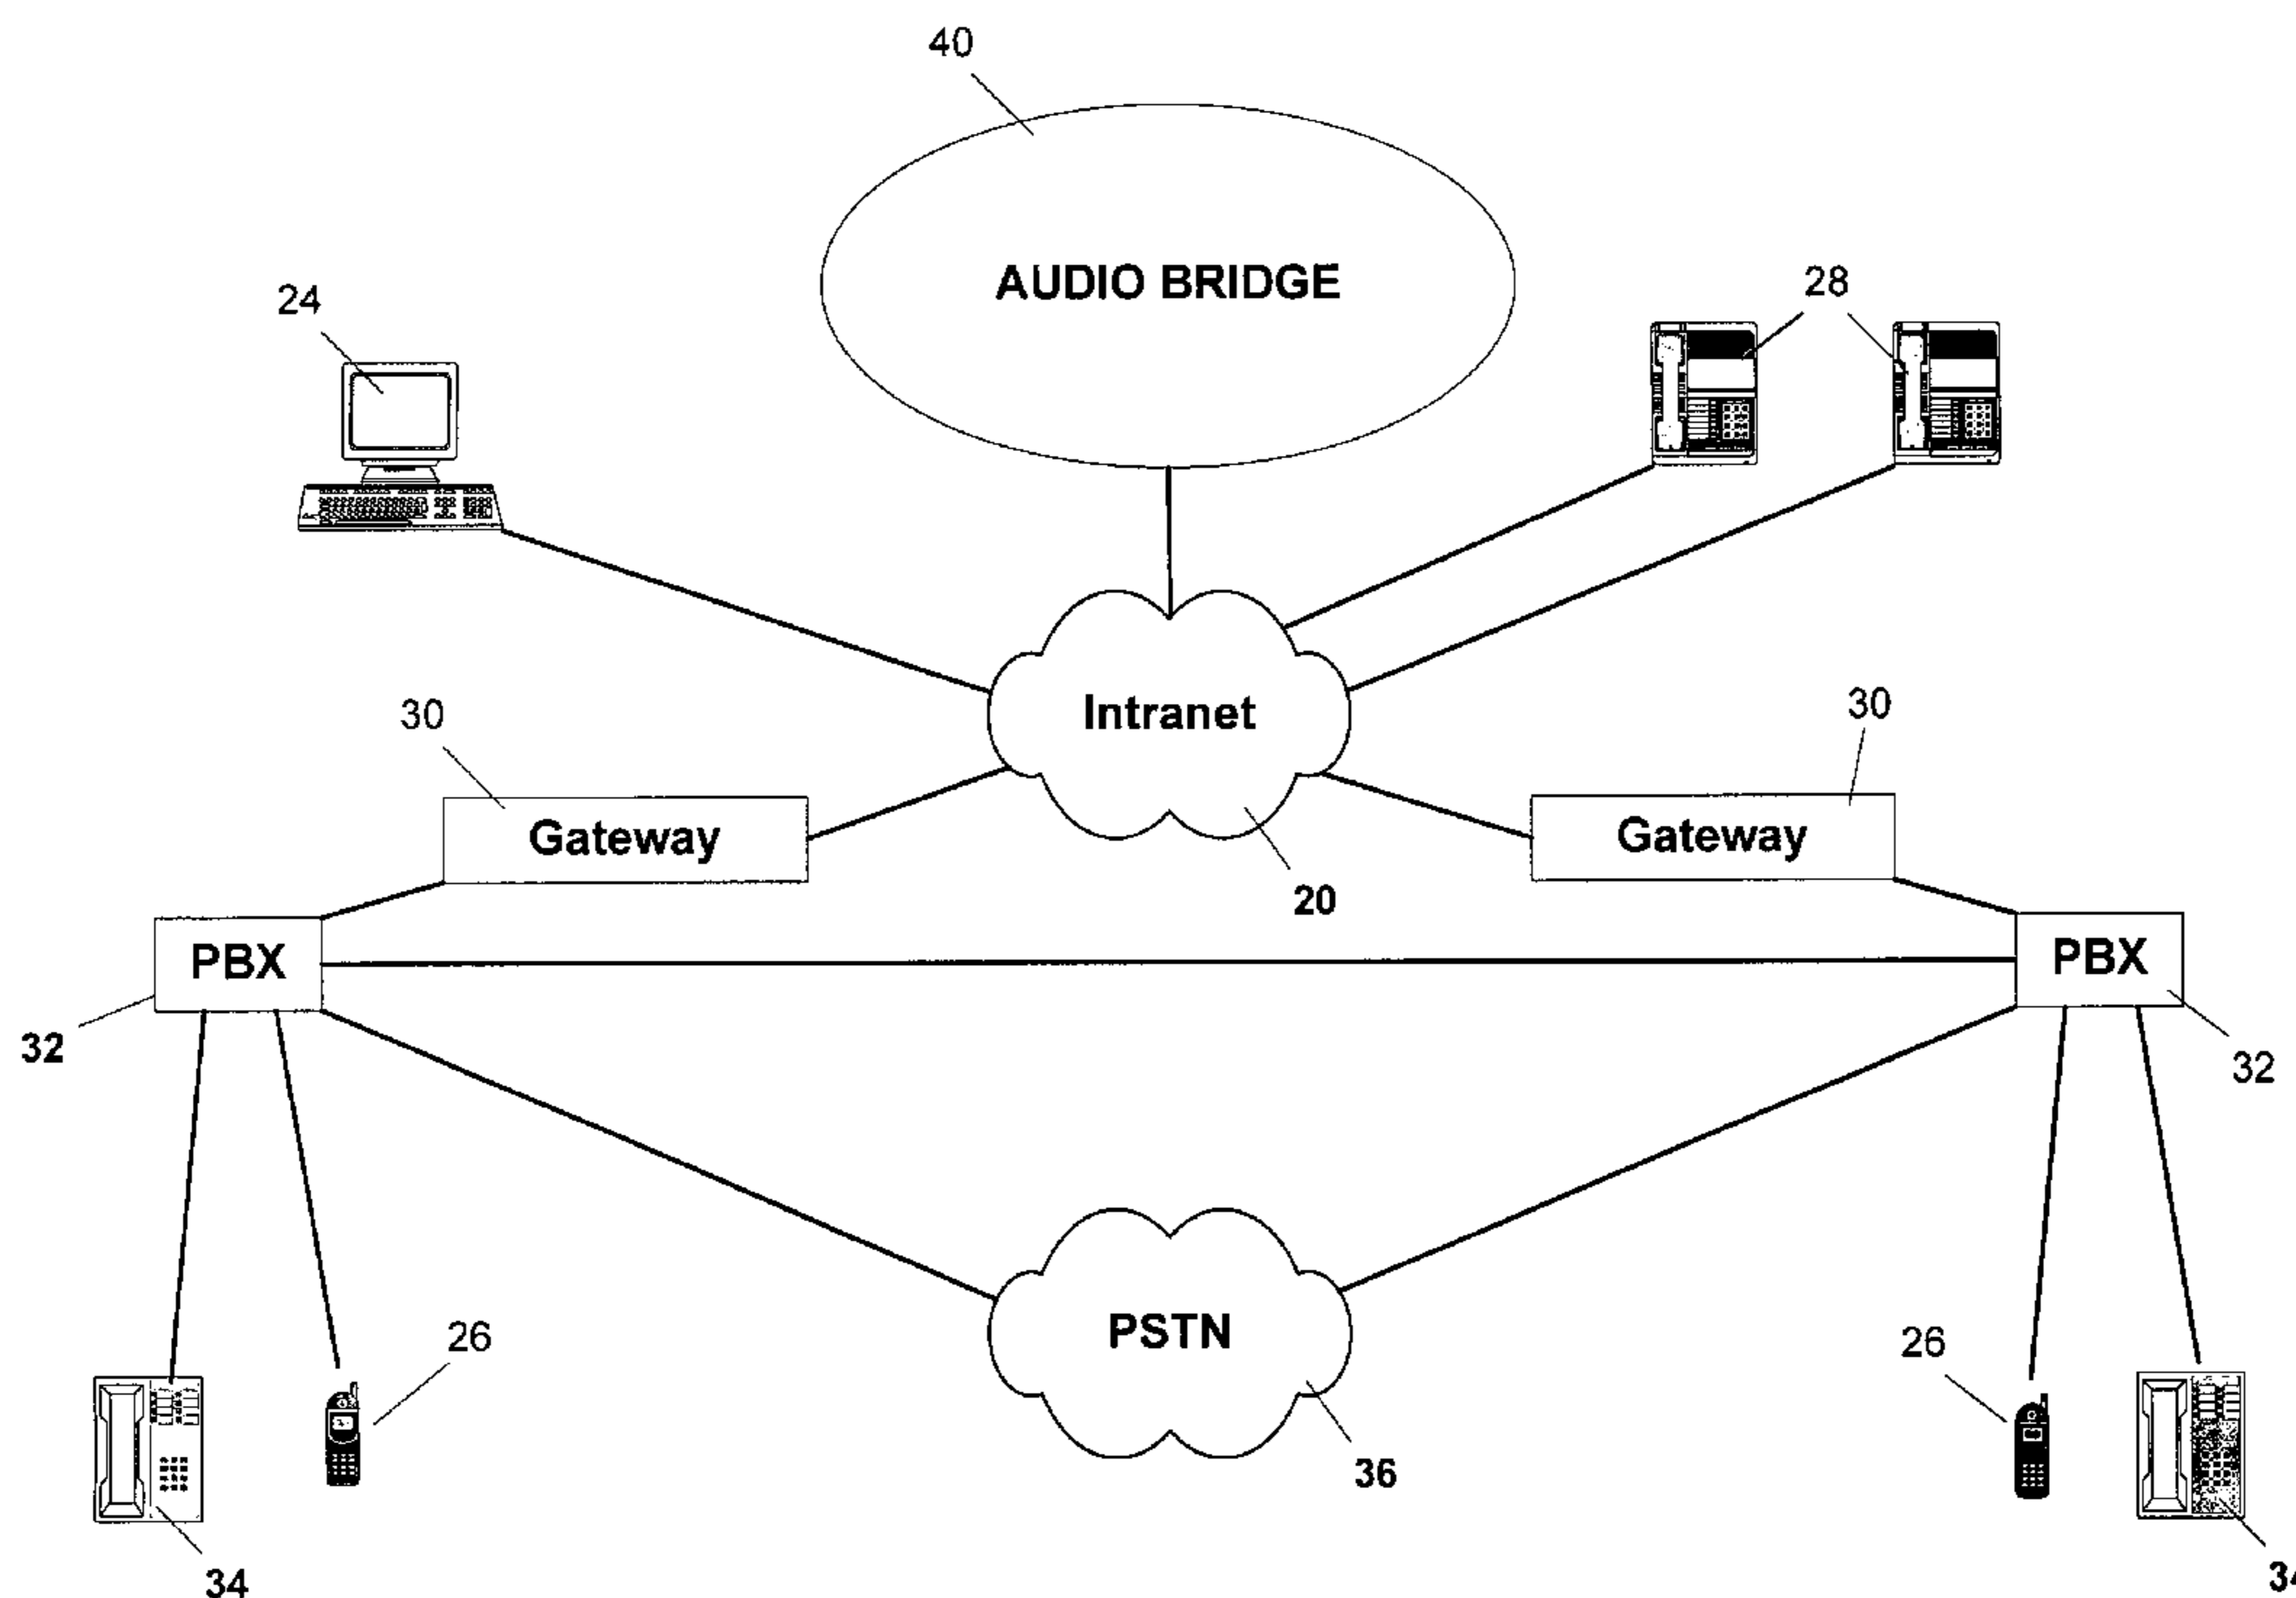 40
AUDIO BRIDGE
24
28
Intranet
30
30
Gateway
Gateway
20
PBX
PBX
32
32
PSTN
26
26
36
34